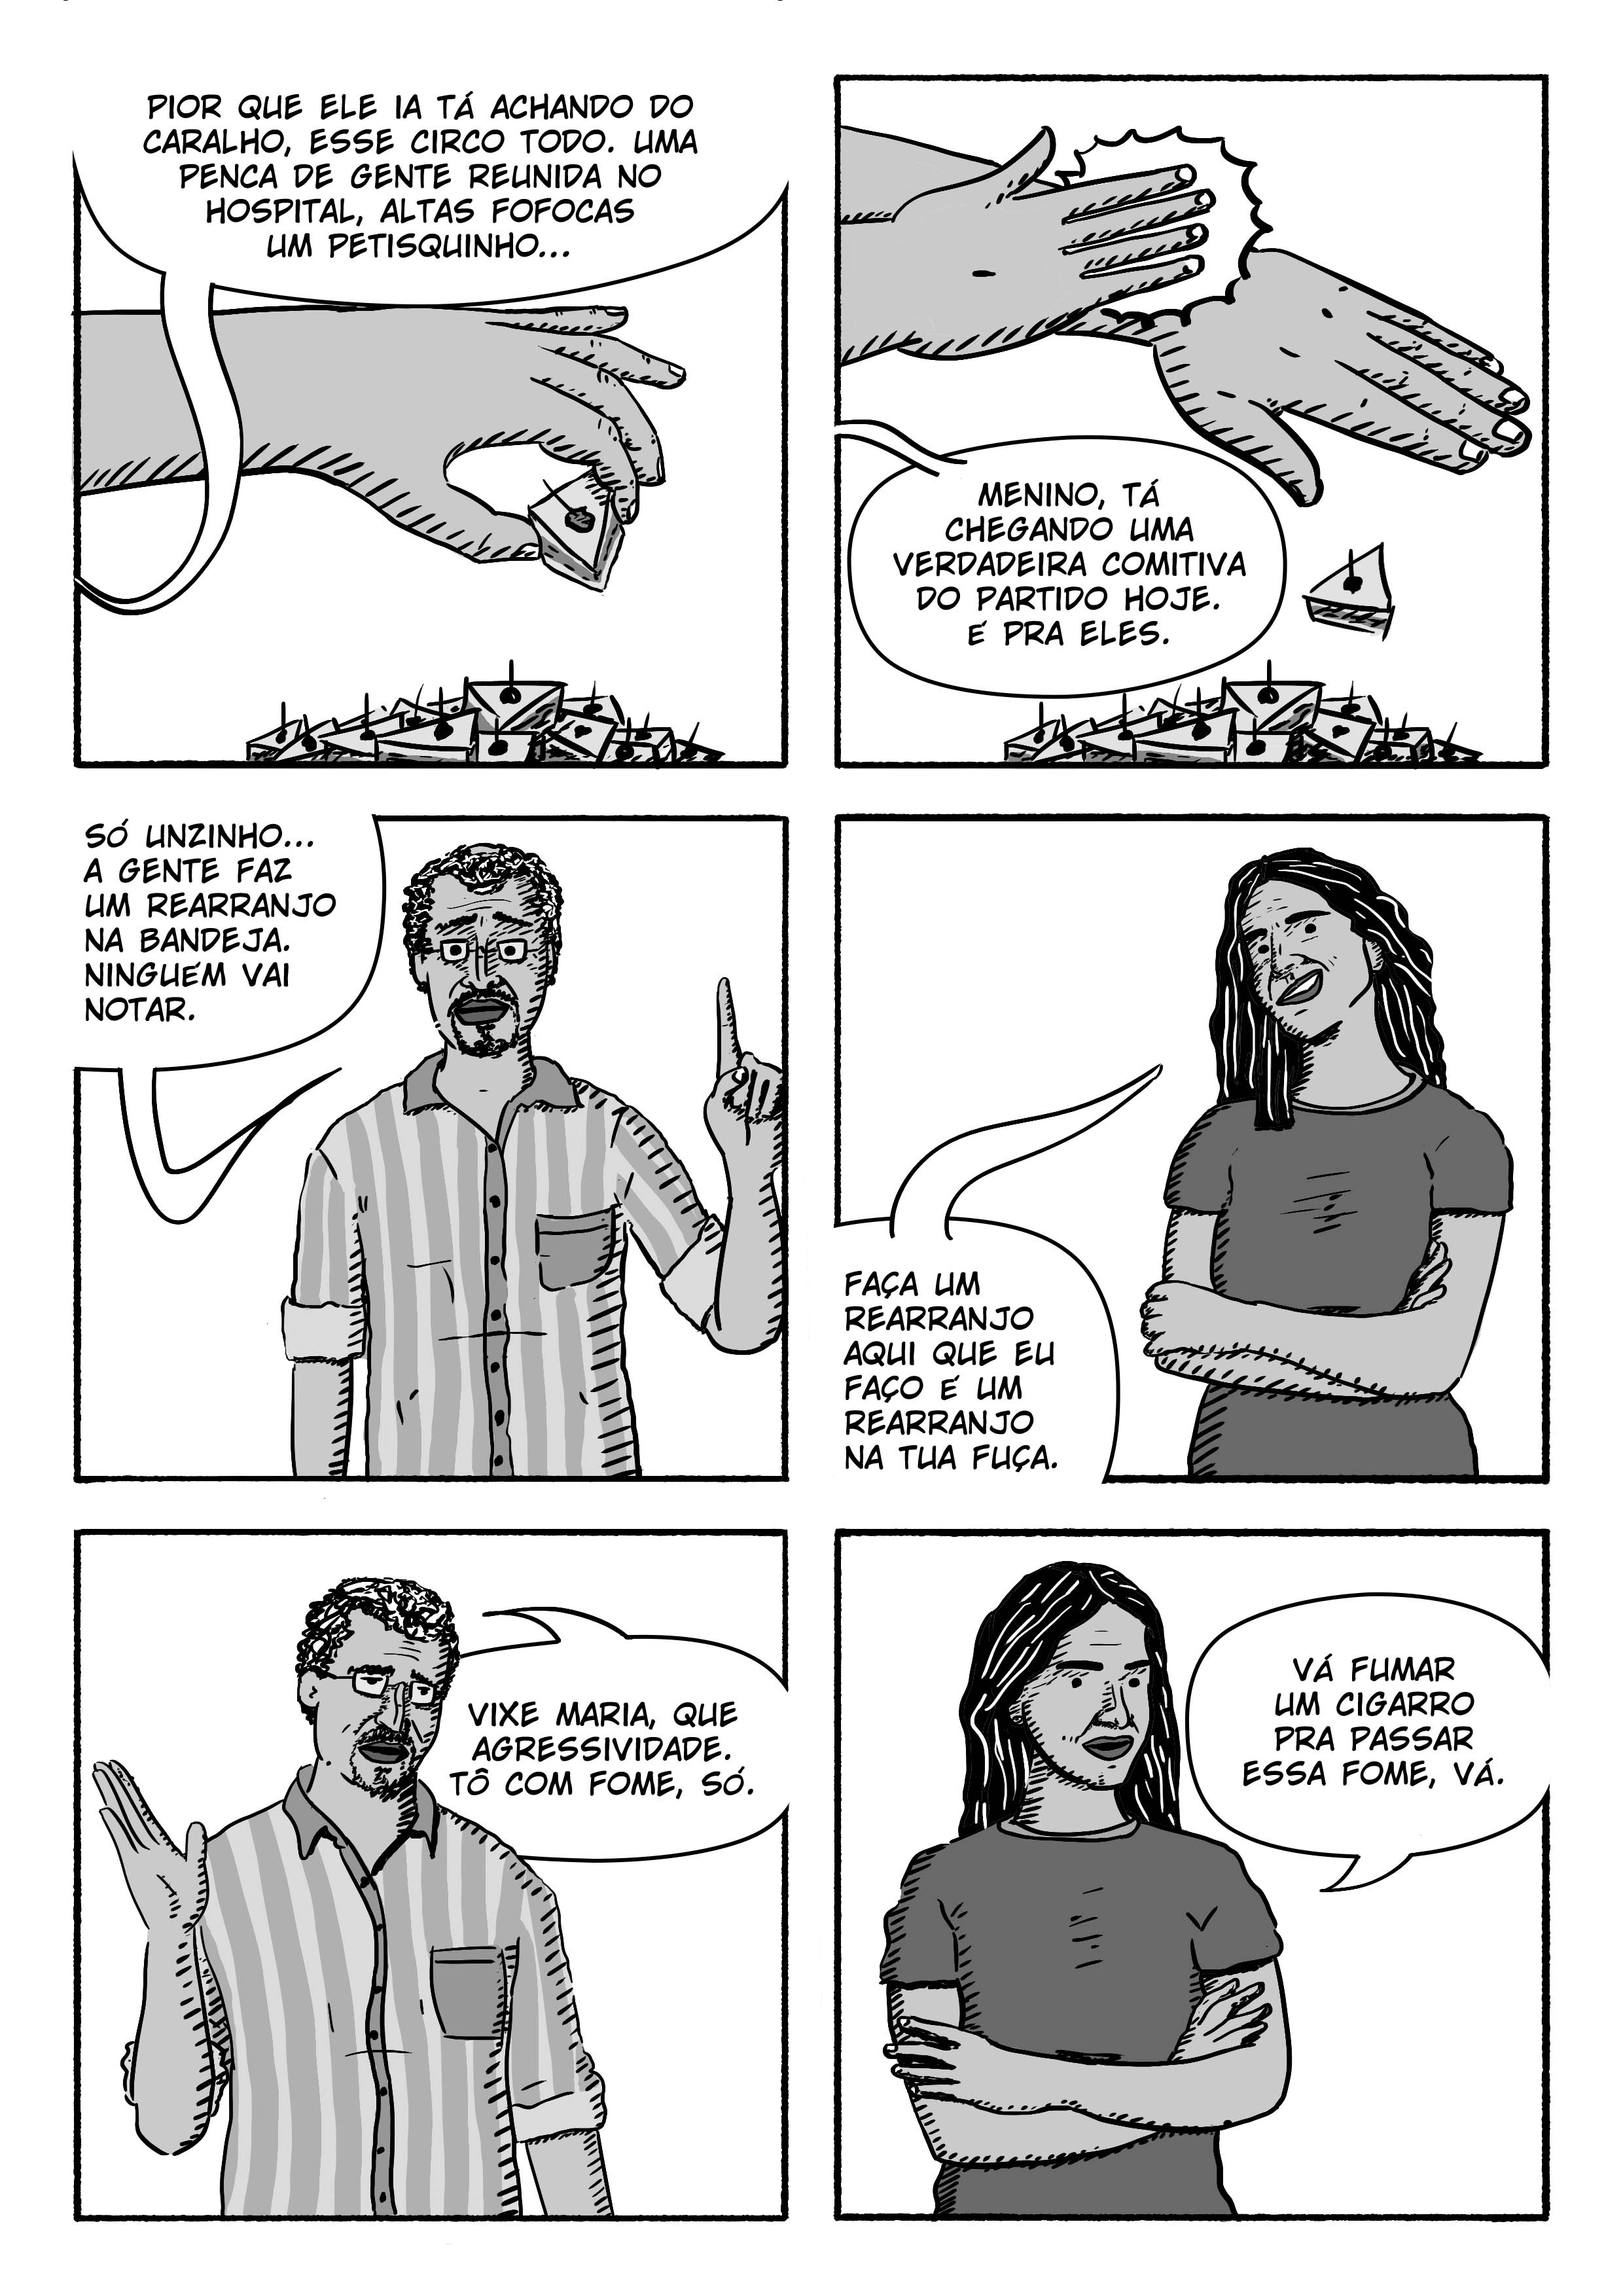 PIOR QUE ELE IA TÁ ACHANDO DO
CARALHO, ESSE CIRCO TODO. UMA
PENCA DE GENTE REUNIDA NO
HOSPITAL, ALTAS FOFOCAS
UM PETISQUINHO...
MENINO, TÁ
CHEGANDO UMA
VERDADEIRA COMITIVA
DO PARTIDO HOJE.
É PRA ELES.
SÓ UNZINHO...
A GENTE FAZ
UM REARRANJO
NA BANDEJA.
NINGUÉM VAI
NOTAR.
FAÇA UM
REARRANJO
AQUI QUE EU
FAÇO É UM
REARRANJO
NA TUA FUÇA.
VIXE MARIA, QUE
AGRESSIVIDADE.
TÔ COM FOME, SÓ.
VÁ FUMAR
UM CIGARRO
PRA PASSAR
ESSA FOME, VÁ.